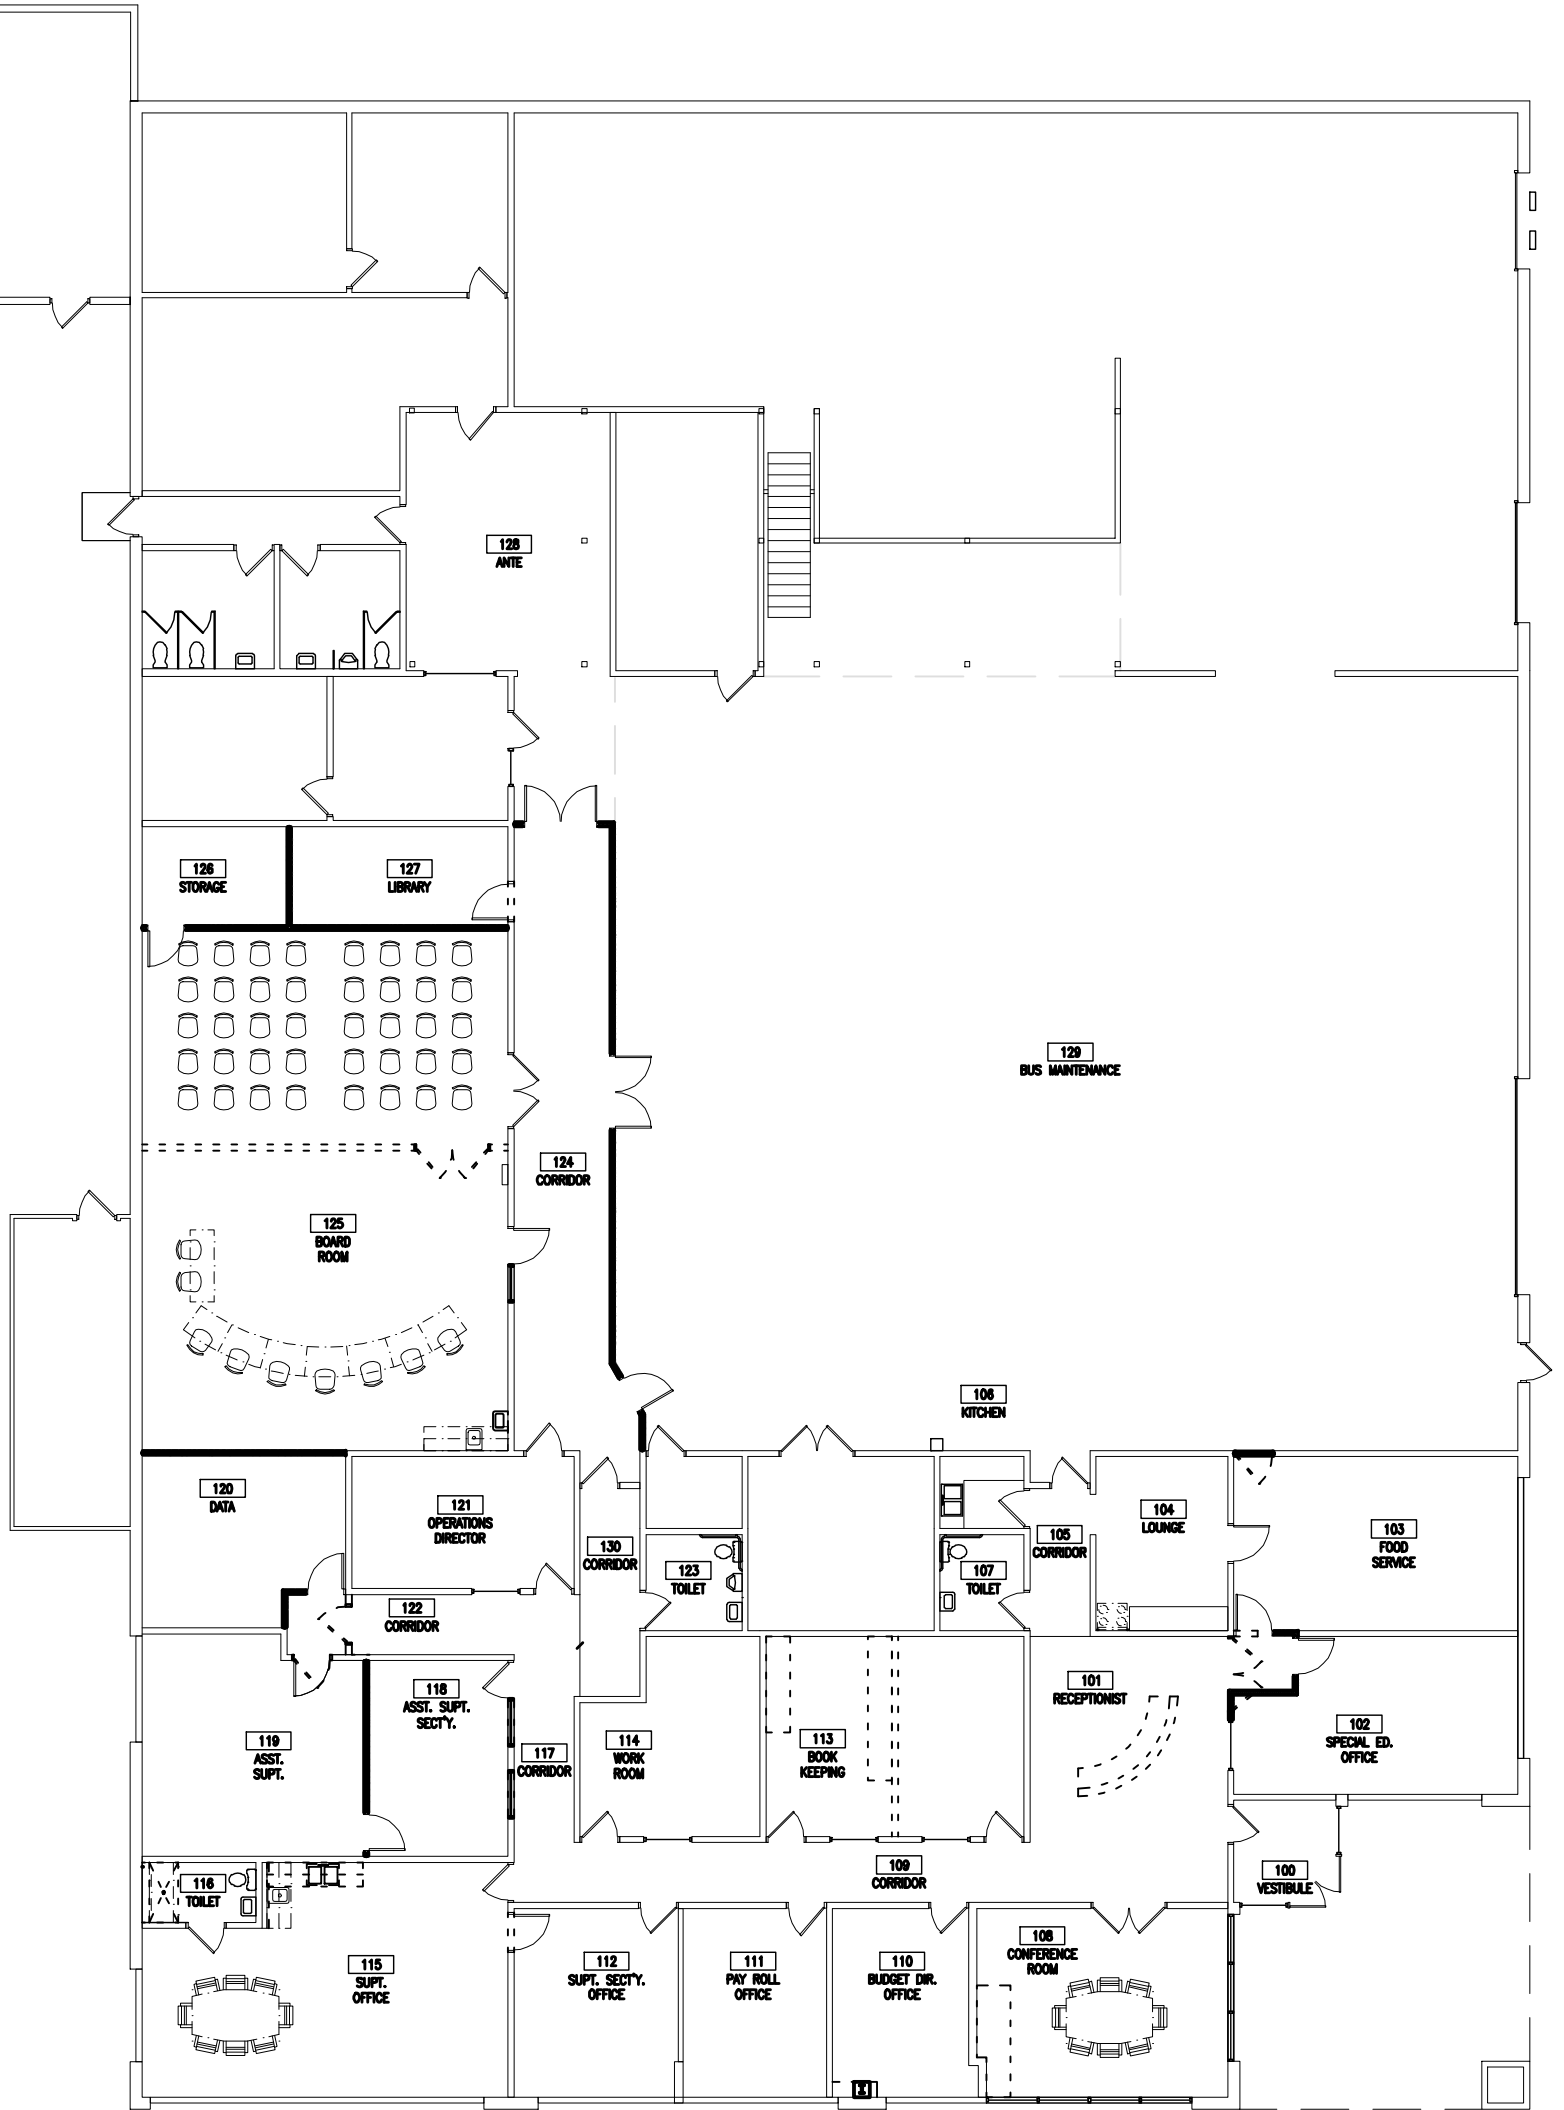 128
ANTE
126
STORAGE
127
LIBRARY
129
BUS MAINTENANCE
124
CORRIDOR
125
BOARD
ROOM
106
KITCHEN
120
DATA
121
OPERATIONS
DIRECTOR
104
LOUNGE
103
FOOD
SERVICE
105
CORRIDOR
130
CORRIDOR
123
TOILET
107
TOILET
122
CORRIDOR
101
RECEPTIONIST
118
ASST. SUPT.
SECT'Y.
102
SPECIAL ED.
OFFICE
119
ASST.
SUPT.
114
WORK
ROOM
113
BOOK
KEEPING
117
CORRIDOR
109
CORRIDOR
100
VESTIBULE
116
TOILET
108
CONFERENCE
ROOM
115
SUPT.
OFFICE
112
SUPT. SECT'Y.
OFFICE
111
PAY ROLL
OFFICE
110
BUDGET DIR.
OFFICE